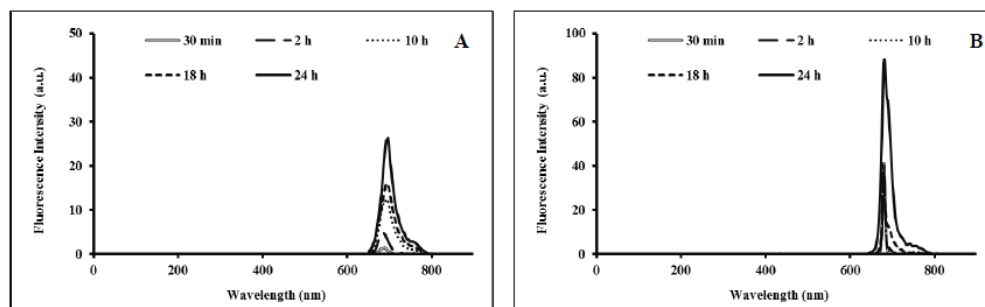 50
30 min
2 h
10 h
A
18 h
24 h
40
30
20
10
0
0
200
400
600
800
Fluorescence Intensity (a.u.)
Wavelength (nm)
100
30 min
2 h
10 h
B
18 h
24 h
80
60
40
20
0
0
200
400
600
800
Fluorescence Intensity (a.u.)
Wavelength (nm)